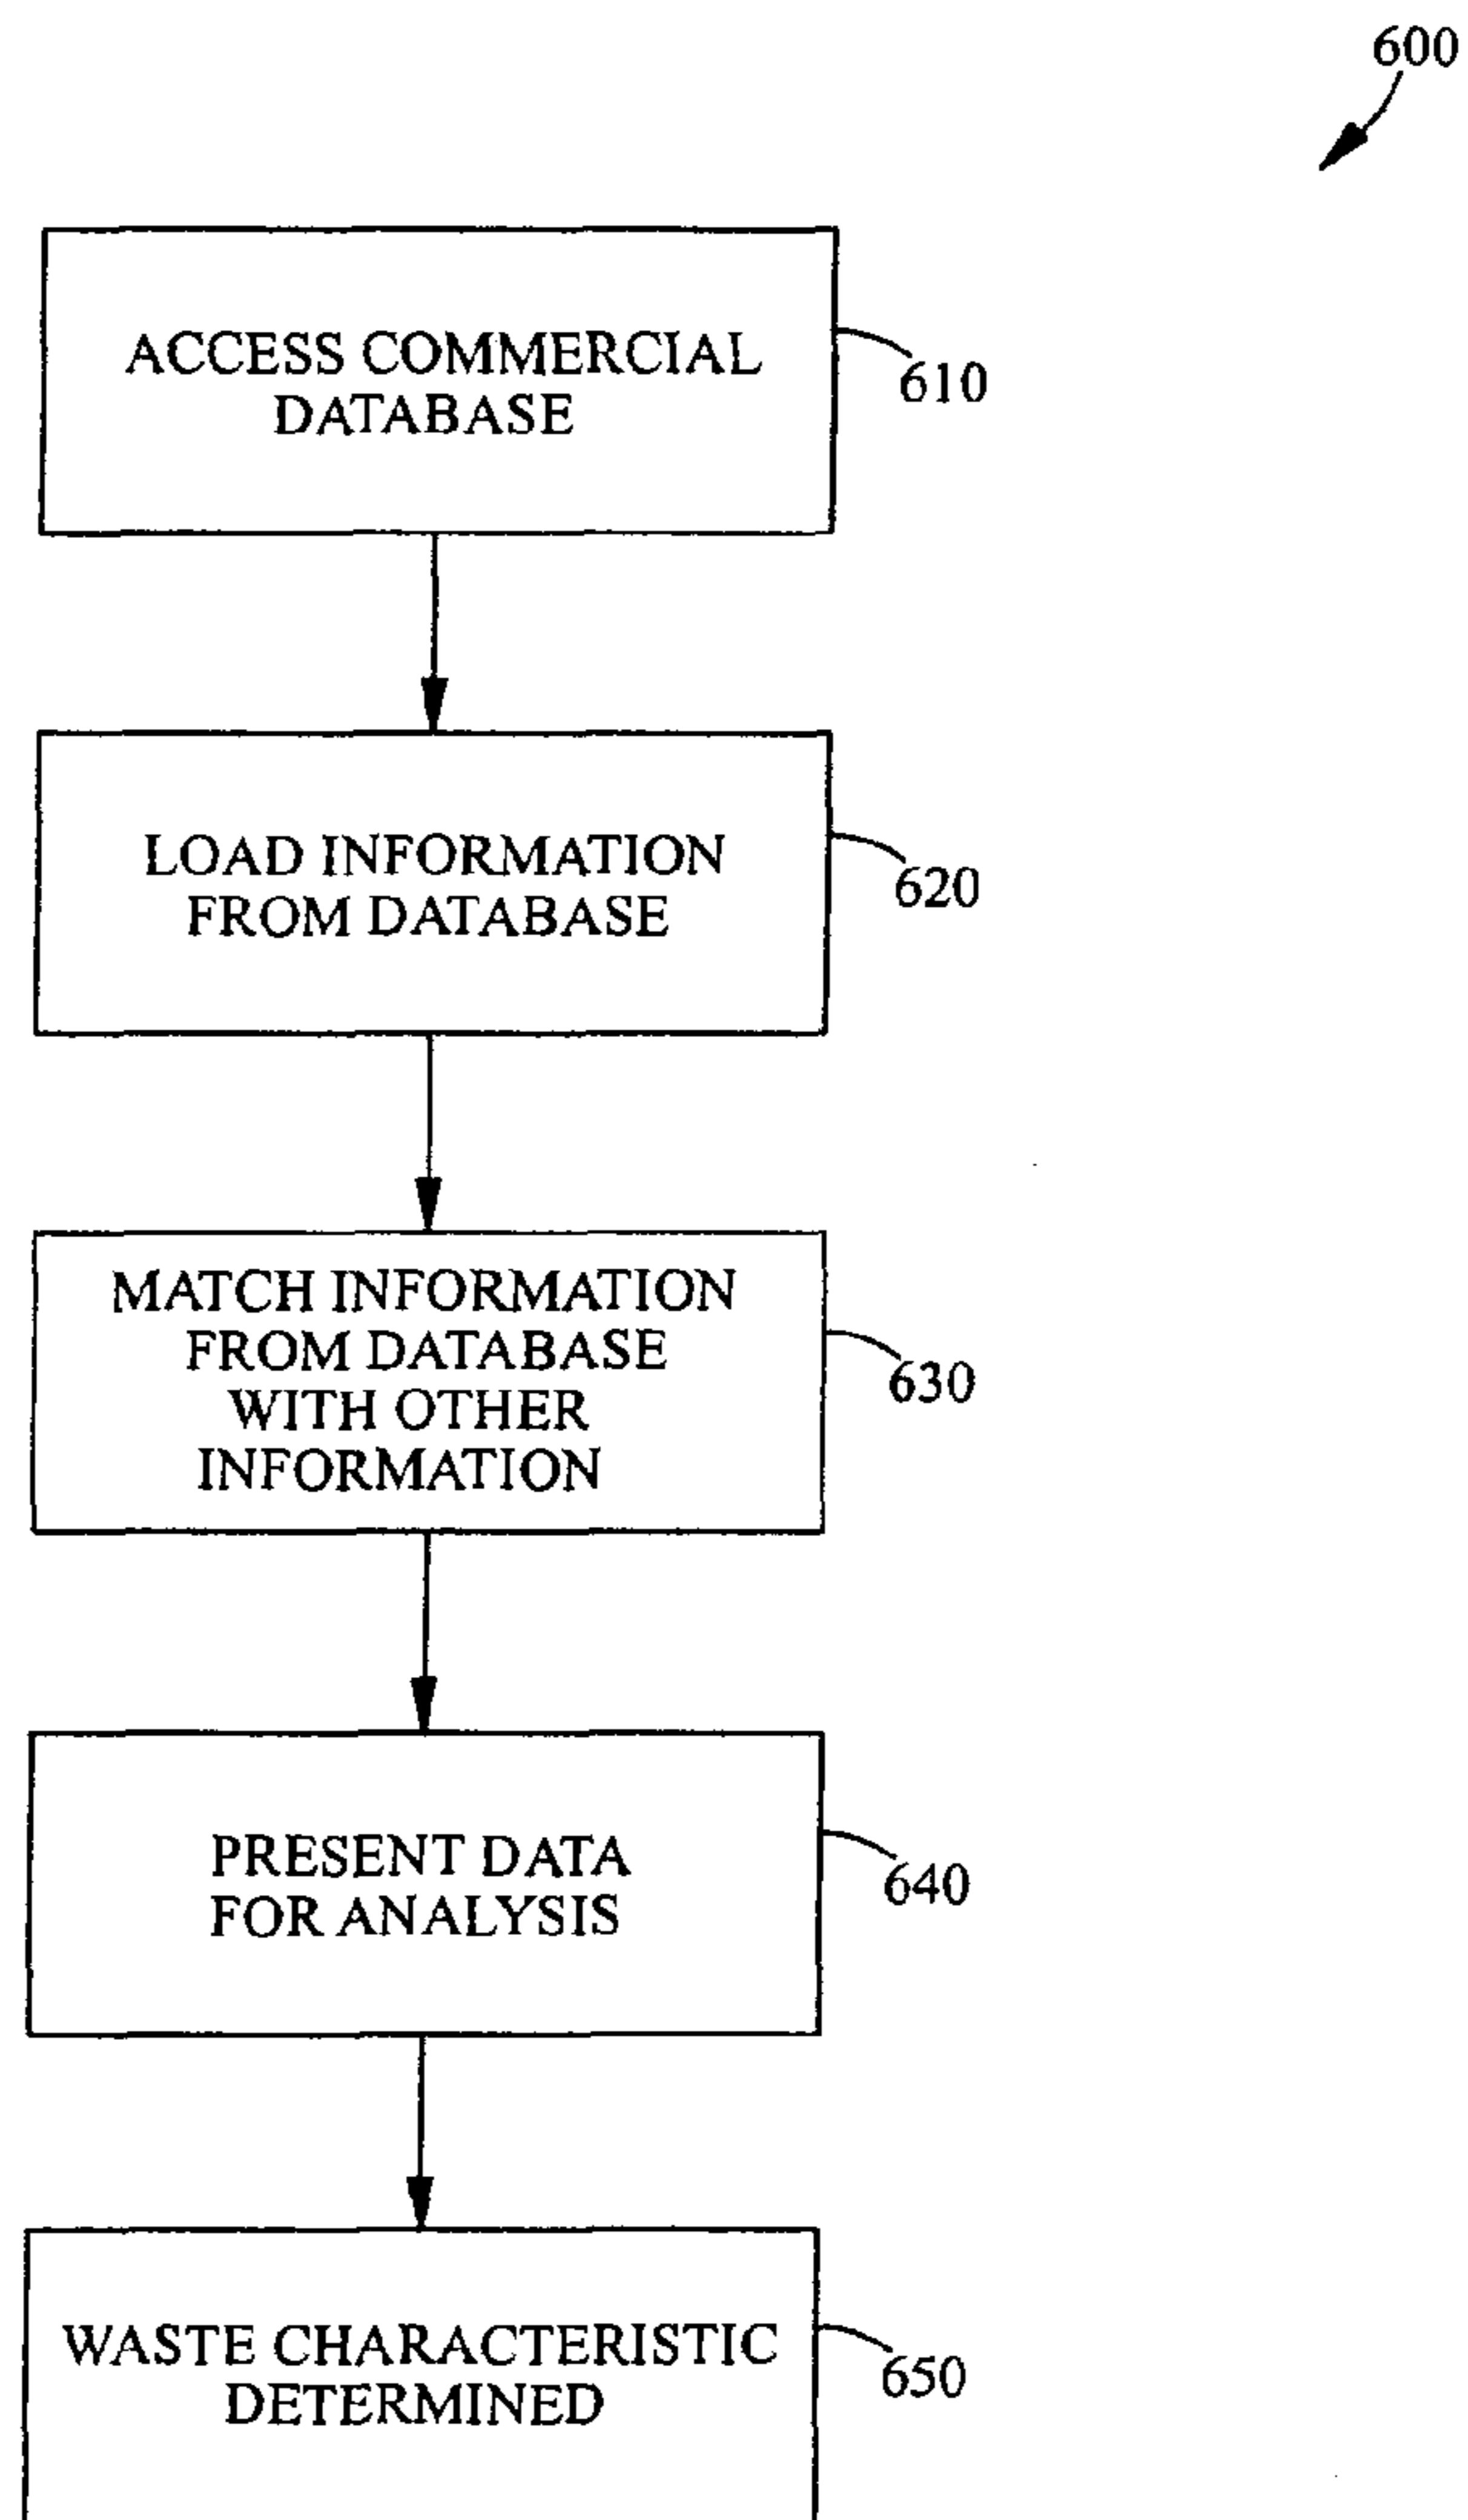 600
ACCESS COMMERCIAL
DATABASE
610
LOAD INFORMATION
FROM DATABASE
620
MATCH INFORMATION
FROM DATABASE
WITH OTHER
INFORMATION
630
PRESENT DATA
FOR ANALYSIS
640
WASTE CHARACTERISTIC
DETERMINED
650